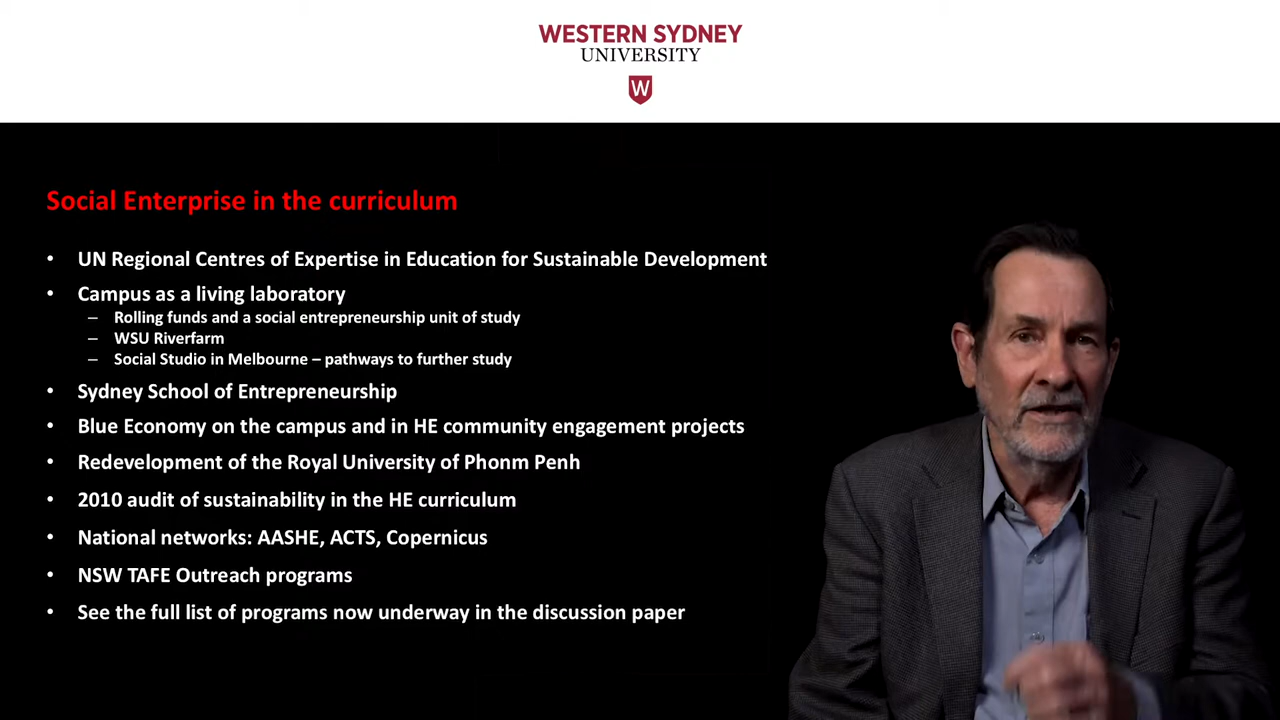 WESTERN SYDNEY
UNIVERSITY
W
Social Enterprise in the curriculum
• UN Regional Centres of Expertise in Education for Sustainable Development
• Campus as a living laboratory
– Rolling funds and a social entrepreneurship unit of study
– WSU Riverfarm
– Social Studio in Melbourne – pathways to further study
• Sydney School of Entrepreneurship
• Blue Economy on the campus and in HE community engagement projects
• Redevelopment of the Royal University of Phonm Penh
• 2010 audit of sustainability in the HE curriculum
• National networks: AASHE, ACTS, Copernicus
• NSW TAFE Outreach programs
• See the full list of programs now underway in the discussion paper